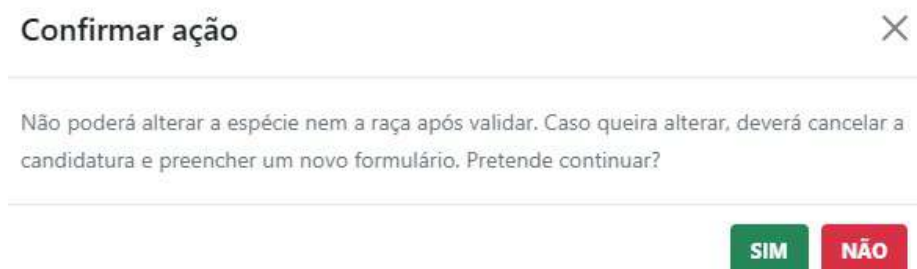 Confirmar ação
Não poderá alterar a espécie nem a raça após validar. Caso queira alterar, deverá cancelar a
candidatura e preencher um novo formulário. Pretende continuar?
SIM NÃO